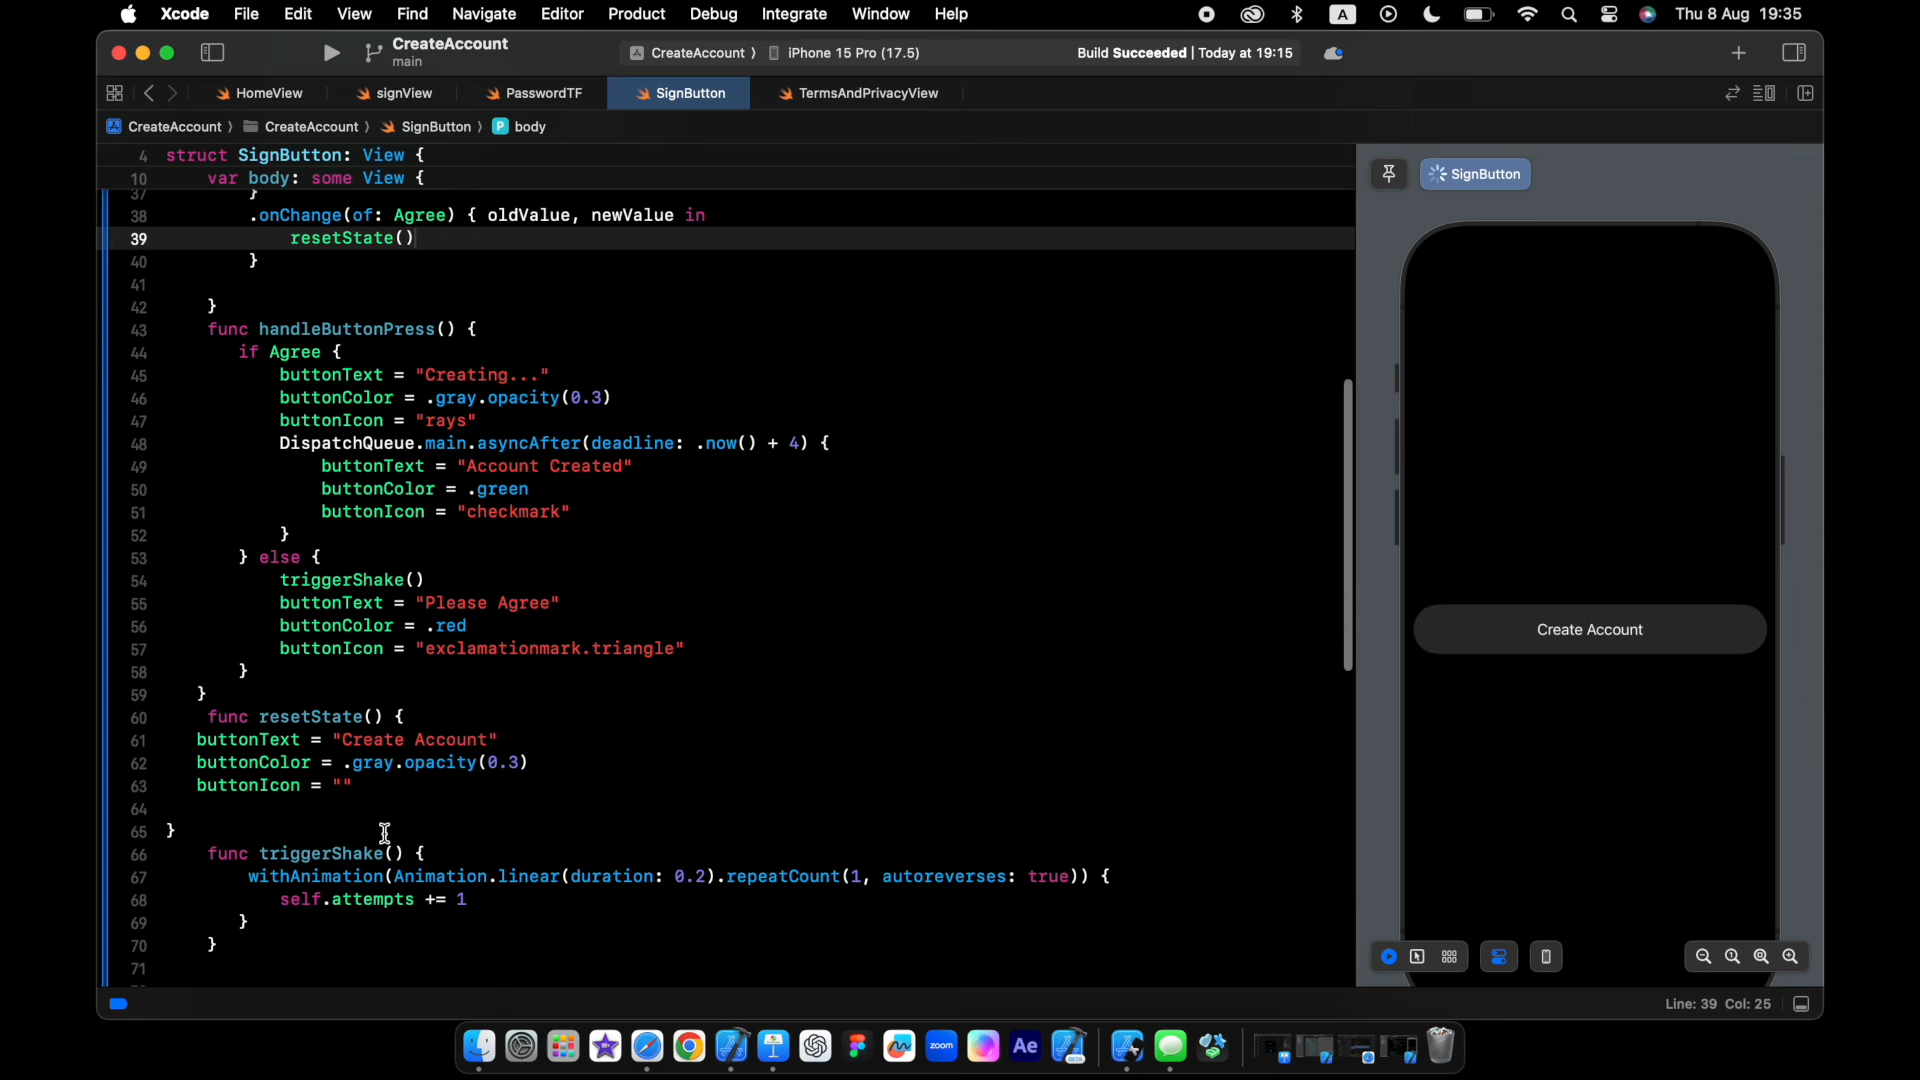 Xcode File Edit View Find Navigate Editor Product Debug Integrate Window Help A Thu 8 Aug 19:35
CreateAccount
main
CreateAccount iPhone 15 Pro (17.5) Build Succeeded | Today at 19:15
HomeView signView PasswordTF SignButton TermsAndPrivacyView
CreateAccount CreateAccount SignButton P body
4 struct SignButton: View {
10 var body: some View {
37 }
38 .onChange(of: Agree) { oldValue, newValue in
39 resetState()
40 }
41
42 }
43 func handleButtonPress() {
44 if Agree {
45 buttonText = "Creating..."
46 buttonColor = .gray.opacity(0.3)
47 buttonIcon = "rays"
48 DispatchQueue.main.asyncAfter(deadline: .now() + 4) {
49 buttonText = "Account Created"
50 buttonColor = .green
51 buttonIcon = "checkmark"
52 }
53 } else {
54 triggerShake()
55 buttonText = "Please Agree"
56 buttonColor = .red
57 buttonIcon = "exclamationmark.triangle"
58 }
59 }
60 func resetState() {
61 buttonText = "Create Account"
62 buttonColor = .gray.opacity(0.3)
63 buttonIcon = ""
64
65 }
66 func triggerShake() {
67 withAnimation(Animation.linear(duration: 0.2).repeatCount(1, autoreverses: true)) {
68 self.attempts += 1
69 }
70 }
71
SignButton
Create Account
Line: 39 Col: 25
zoom Ae BETA